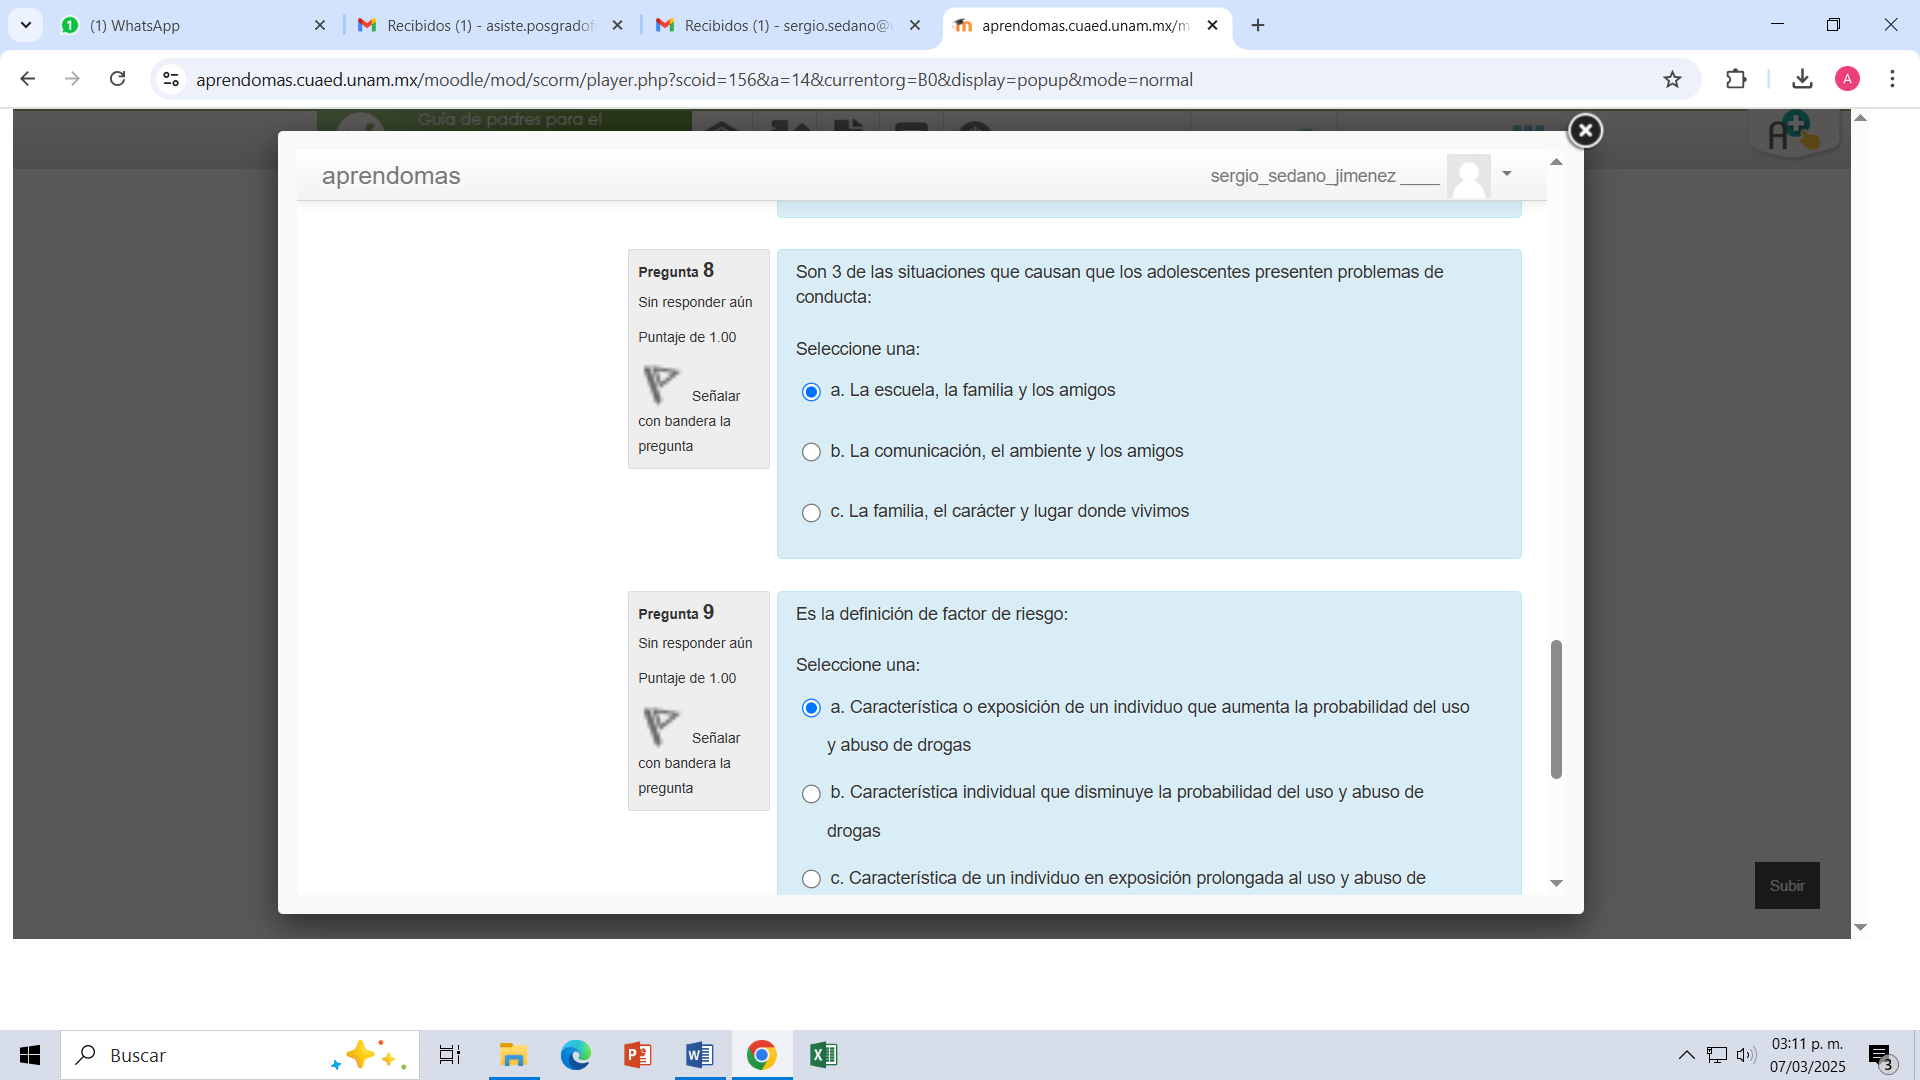 (1) WhatsApp
Recibidos (1) - asiste.posgradof
Recibidos (1) - sergio.sedano@
aprendomas.cuaed.unam.mx/m
aprendomas.cuaed.unam.mx/moodle/mod/scorm/player.php?scoid=156&a=14&currentorg=B0&display=popup&mode=normal
A
Guía de padres para el
A
aprendomas
sergio_sedano_jimenez ____
Pregunta 8
Sin responder aún
Puntaje de 1.00
Señalar
con bandera la
pregunta
Son 3 de las situaciones que causan que los adolescentes presenten problemas de
conducta:
Seleccione una:
a. La escuela, la familia y los amigos
b. La comunicación, el ambiente y los amigos
c. La familia, el carácter y lugar donde vivimos
Pregunta 9
Sin responder aún
Puntaje de 1.00
Señalar
con bandera la
pregunta
Es la definición de factor de riesgo:
Seleccione una:
a. Característica o exposición de un individuo que aumenta la probabilidad del uso
y abuso de drogas
b. Característica individual que disminuye la probabilidad del uso y abuso de
drogas
c. Característica de un individuo en exposición prolongada al uso y abuso de
Subir
Buscar
03:11 p. m.
07/03/2025
3